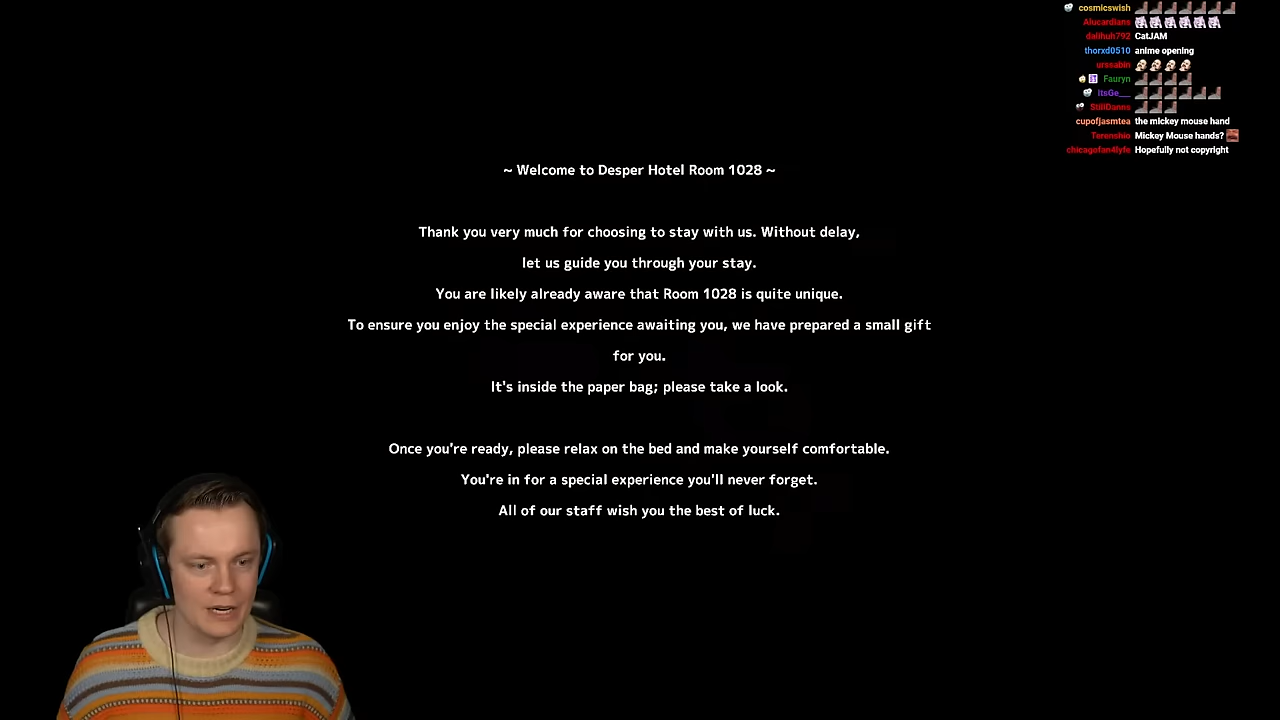 cosmicswish
Alucardians
dalihuh792 CatJAM
thorxd0510 anime opening
urssabin
Fauryn
ItsGe__
StillDanns
cupofjasmtea the mickey mouse hand
Terenshio Mickey Mouse hands?
chicagofan4lyfe Hopefully not copyright
~ Welcome to Desper Hotel Room 1028 ~
Thank you very much for choosing to stay with us. Without delay,
let us guide you through your stay.
You are likely already aware that Room 1028 is quite unique.
To ensure you enjoy the special experience awaiting you, we have prepared a small gift
for you.
It's inside the paper bag; please take a look.
Once you're ready, please relax on the bed and make yourself comfortable.
You're in for a special experience you'll never forget.
All of our staff wish you the best of luck.